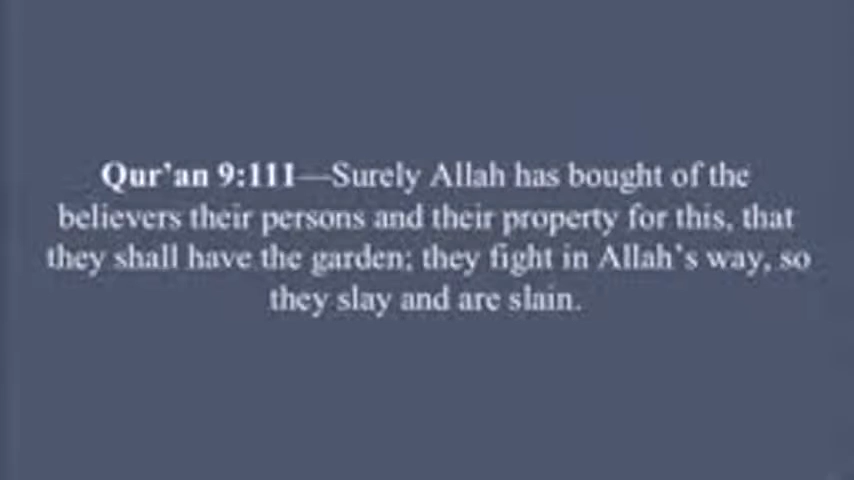 Qur'an 9:111—Surely Allah has bought of the
believers their persons and their property for this, that
they shall have the garden; they fight in Allah's way, so
they slay and are slain.